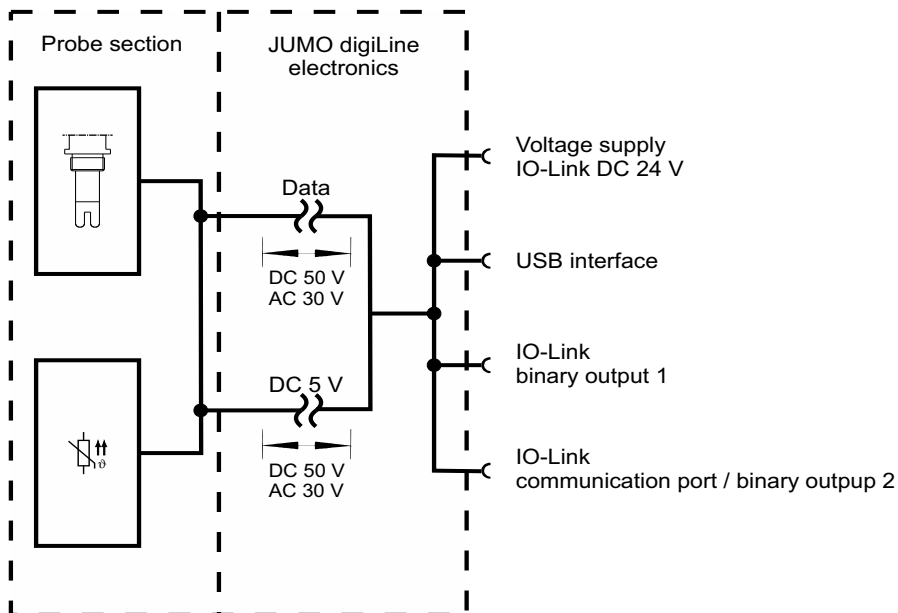 Probe section
JUMO digiLine
electronics
Data
DC 50 V
AC 30 V
DC 5 V
DC 50 V
AC 30 V
ϑ
Voltage supply
IO-Link DC 24 V
USB interface
IO-Link
binary output 1
IO-Link
communication port / binary outpup 2